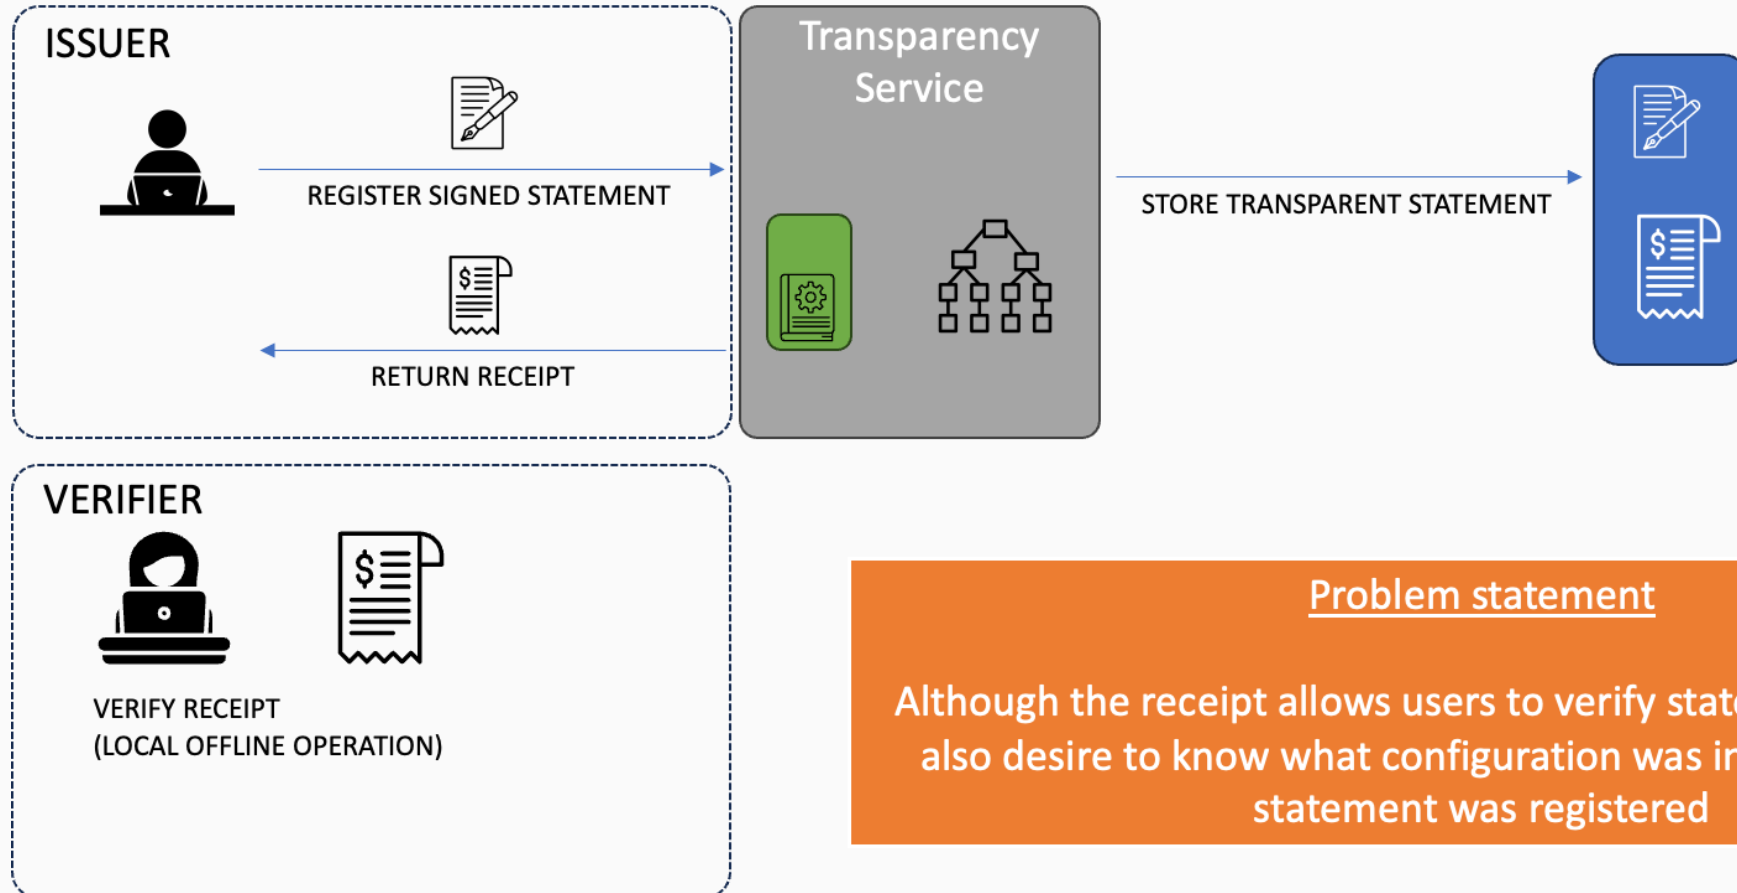 ISSUER
REGISTER SIGNED STATEMENT
$
RETURN RECEIPT
Transparency
Service
STORE TRANSPARENT STATEMENT
$
VERIFIER
$
VERIFY RECEIPT
(LOCAL OFFLINE OPERATION)
Problem statement
Although the receipt allows users to verify
also desire to know what configuration was
statement was registered